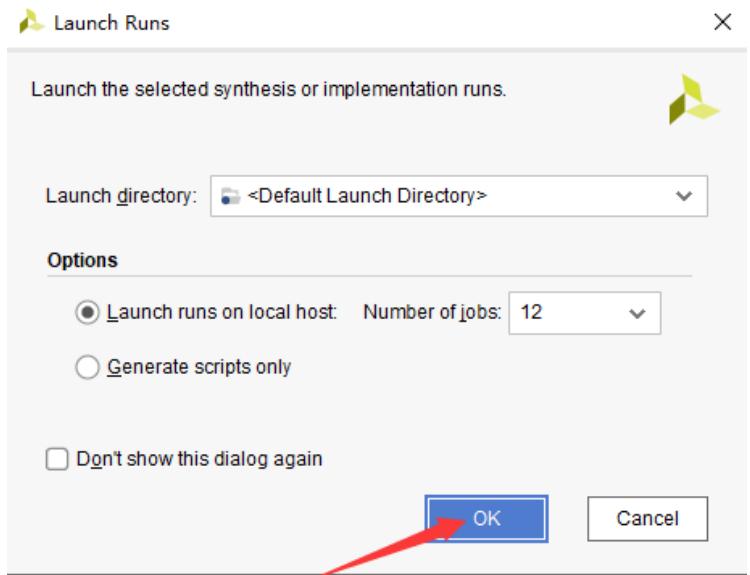 Launch Runs
Launch the selected synthesis or implementation runs.
Launch directory: <Default Launch Directory>
Options
Launch runs on local host: Number of jobs: 12
Generate scripts only
Don't show this dialog again
OK Cancel